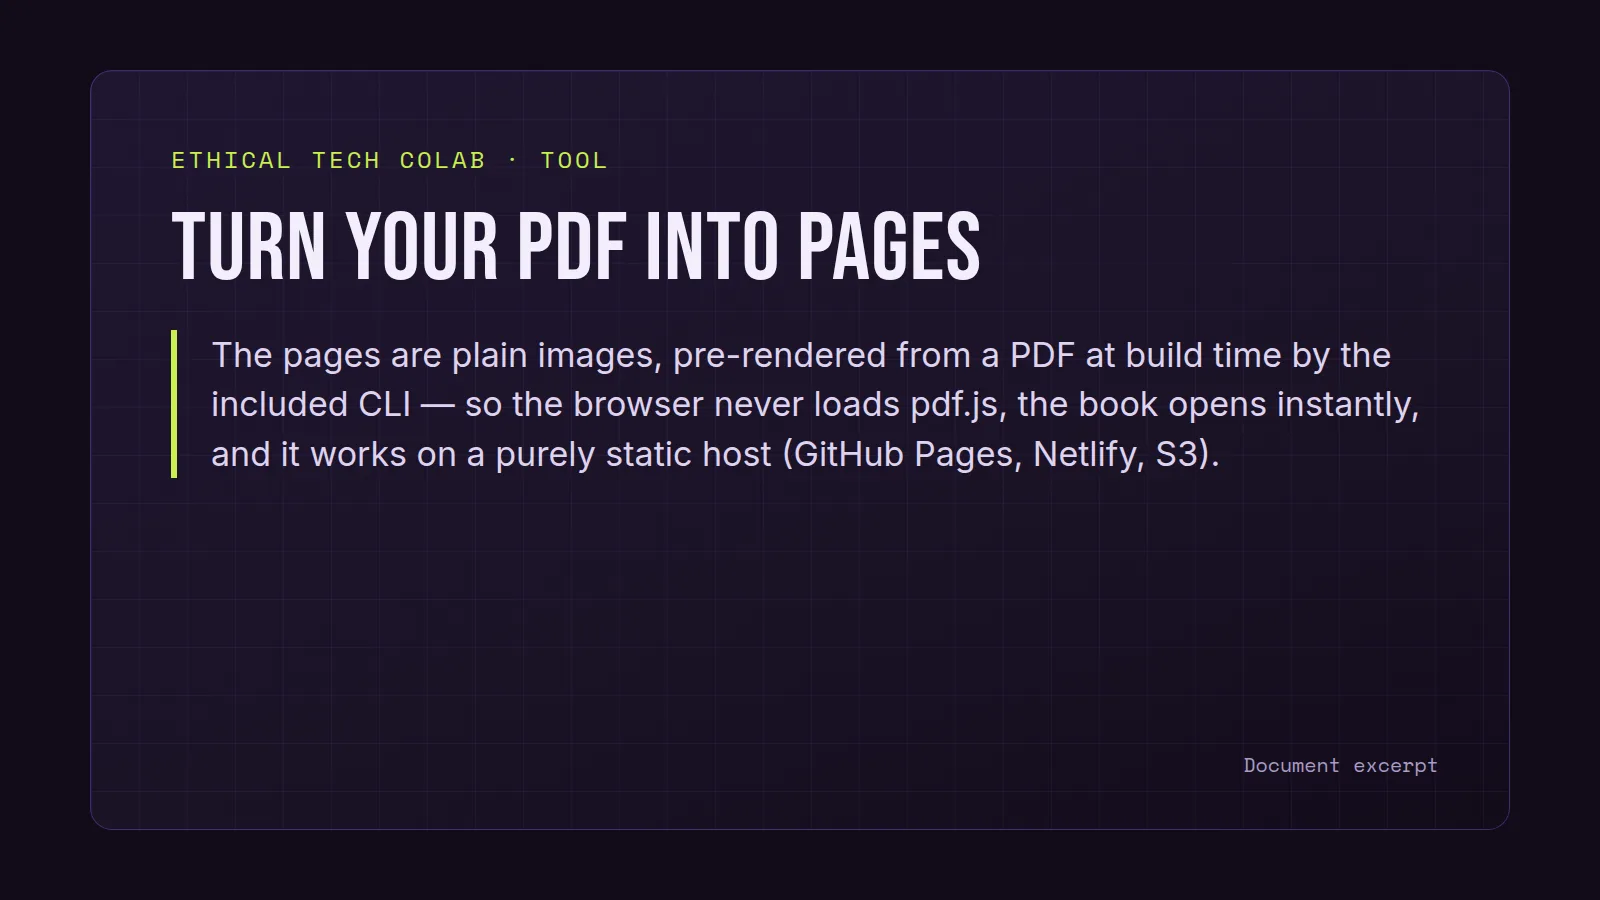 ETHICAL TECH COLAB · TOOL
TURN YOUR PDF INTO PAGES
The pages are plain images, pre-rendered from a PDF at build time by the
included CLI — so the browser never loads pdf.js, the book opens instantly,
and it works on a purely static host (GitHub Pages, Netlify, S3).
Document excerpt